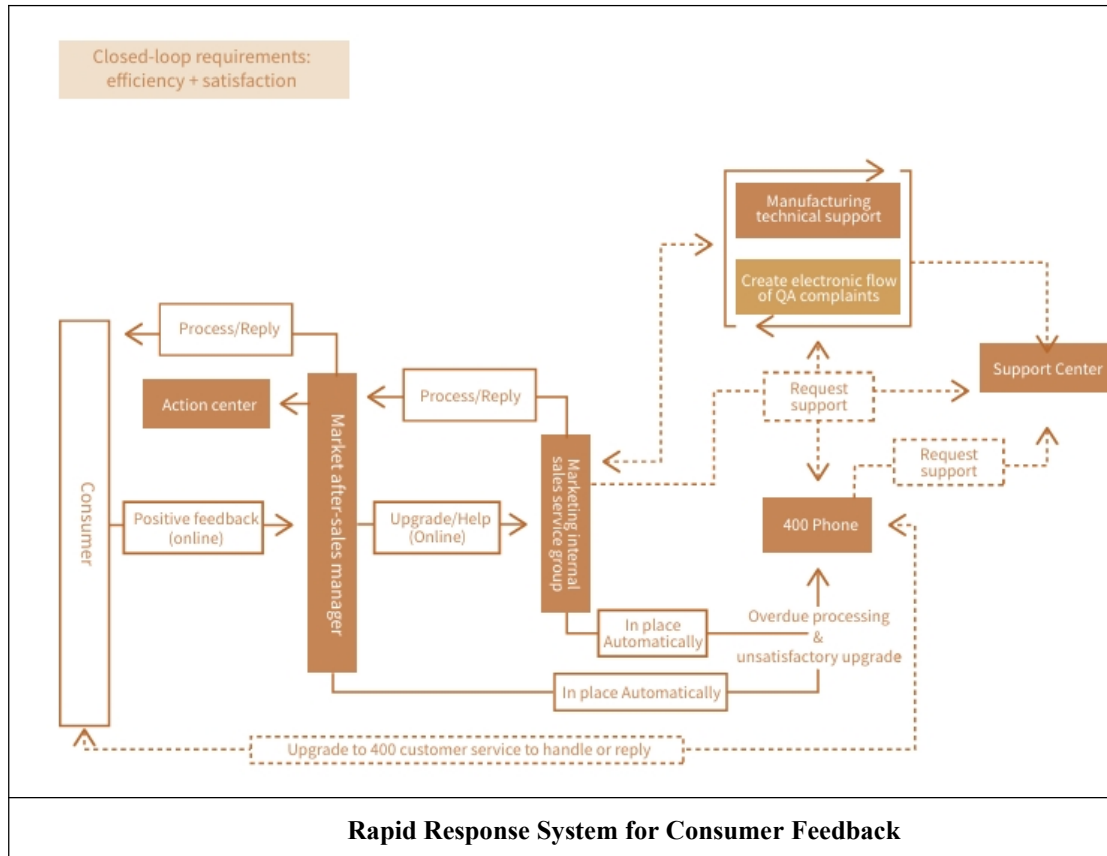 Closed-loop requirements:
efficiency + satisfaction
Manufacturing
technical support
Create electronic flow
of QA complaints
Process/Reply
Support Center
Action center
Process/Reply
Request
support
Request
support
Consumer
Market after-sales manager
Marketing internal
sales service group
Positive feedback
(online)
Upgrade/Help
(Online)
400 Phone
In place
Automatically
Overdue processing
&
unsatisfactory upgrade
In place Automatically
Upgrade to 400 customer service to handle or reply
Rapid Response System for Consumer Feedback